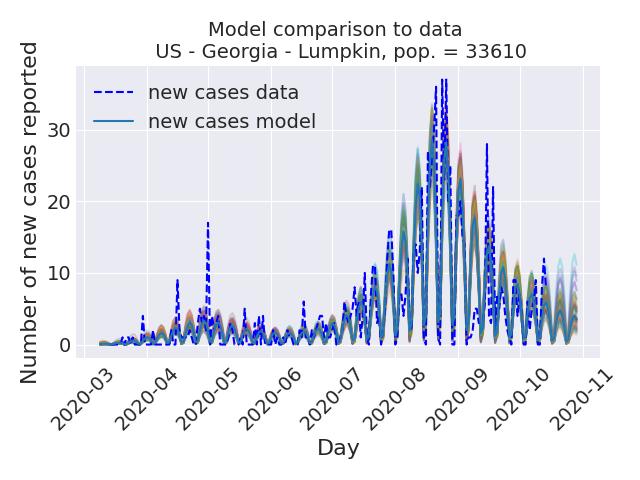 Model comparison to data
US - Georgia - Lumpkin, pop. = 33610
new cases data
new cases model
Number of new cases reported
30
20
10
0
2020-03
2020-04
2020-05
2020-06
2020-07
2020-08
2020-09
2020-10
2020-11
Day